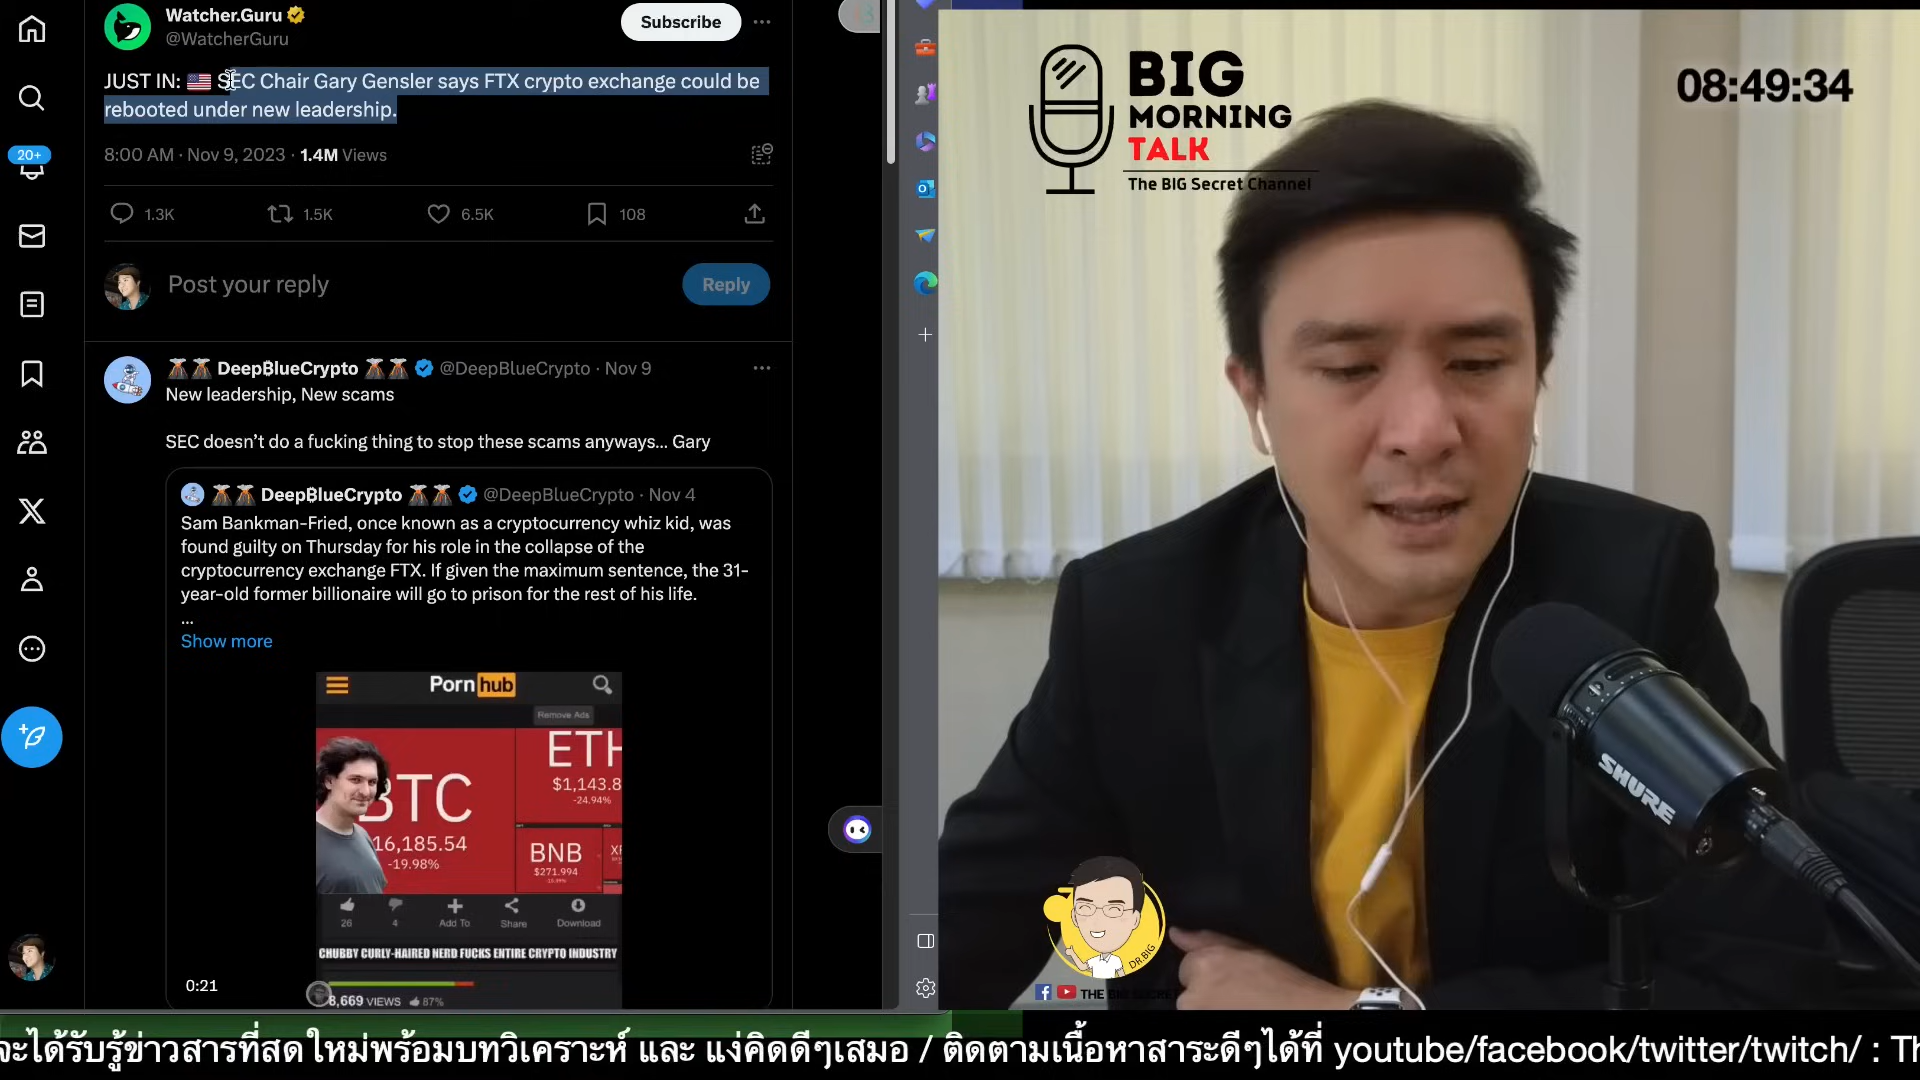 Watcher.Guru
@WatcherGuru
Subscribe
JUST IN: 🇺🇸 SEC Chair Gary Gensler says FTX crypto exchange could be
rebooted under new leadership.
8:00 AM · Nov 9, 2023 · 1.4M Views
1.3K 1.5K 6.5K 108
20+
Post your reply
Reply
🌋🌋 DeepɃlueCrypto 🌋🌋 @DeepBlueCrypto · Nov 9
New leadership, New scams
SEC doesn’t do a fucking thing to stop these scams anyways... Gary
🌋🌋 DeepɃlueCrypto 🌋🌋 @DeepBlueCrypto · Nov 4
Sam Bankman-Fried, once known as a cryptocurrency whiz kid, was
found guilty on Thursday for his role in the collapse of the
cryptocurrency exchange FTX. If given the maximum sentence, the 31-
year-old former billionaire will go to prison for the rest of his life.
...
Show more
Porn hub
Remove Ads
BTC
16,185.54
-19.98%
ETH
$1,143.8
-24.94%
BNB
$271.994
26 4 Add To Share Download
CHUBBY CURLY-HAIRED NERD FUCKS ENTIRE CRYPTO INDUSTRY
8,669 VIEWS 87%
0:21
BIG
MORNING
TALK
The BIG Secret Channel
08:49:34
SHURE
DR.BIG
THE BIG SECRET
จะได้รับรู้ข่าวสารที่สดใหม่พร้อมบทวิเคราะห์ และ แง่คิดดีๆเสมอ / ติดตามเนื้อหาสาระดีๆได้ที่ youtube/facebook/twitter/twitch/ : Th